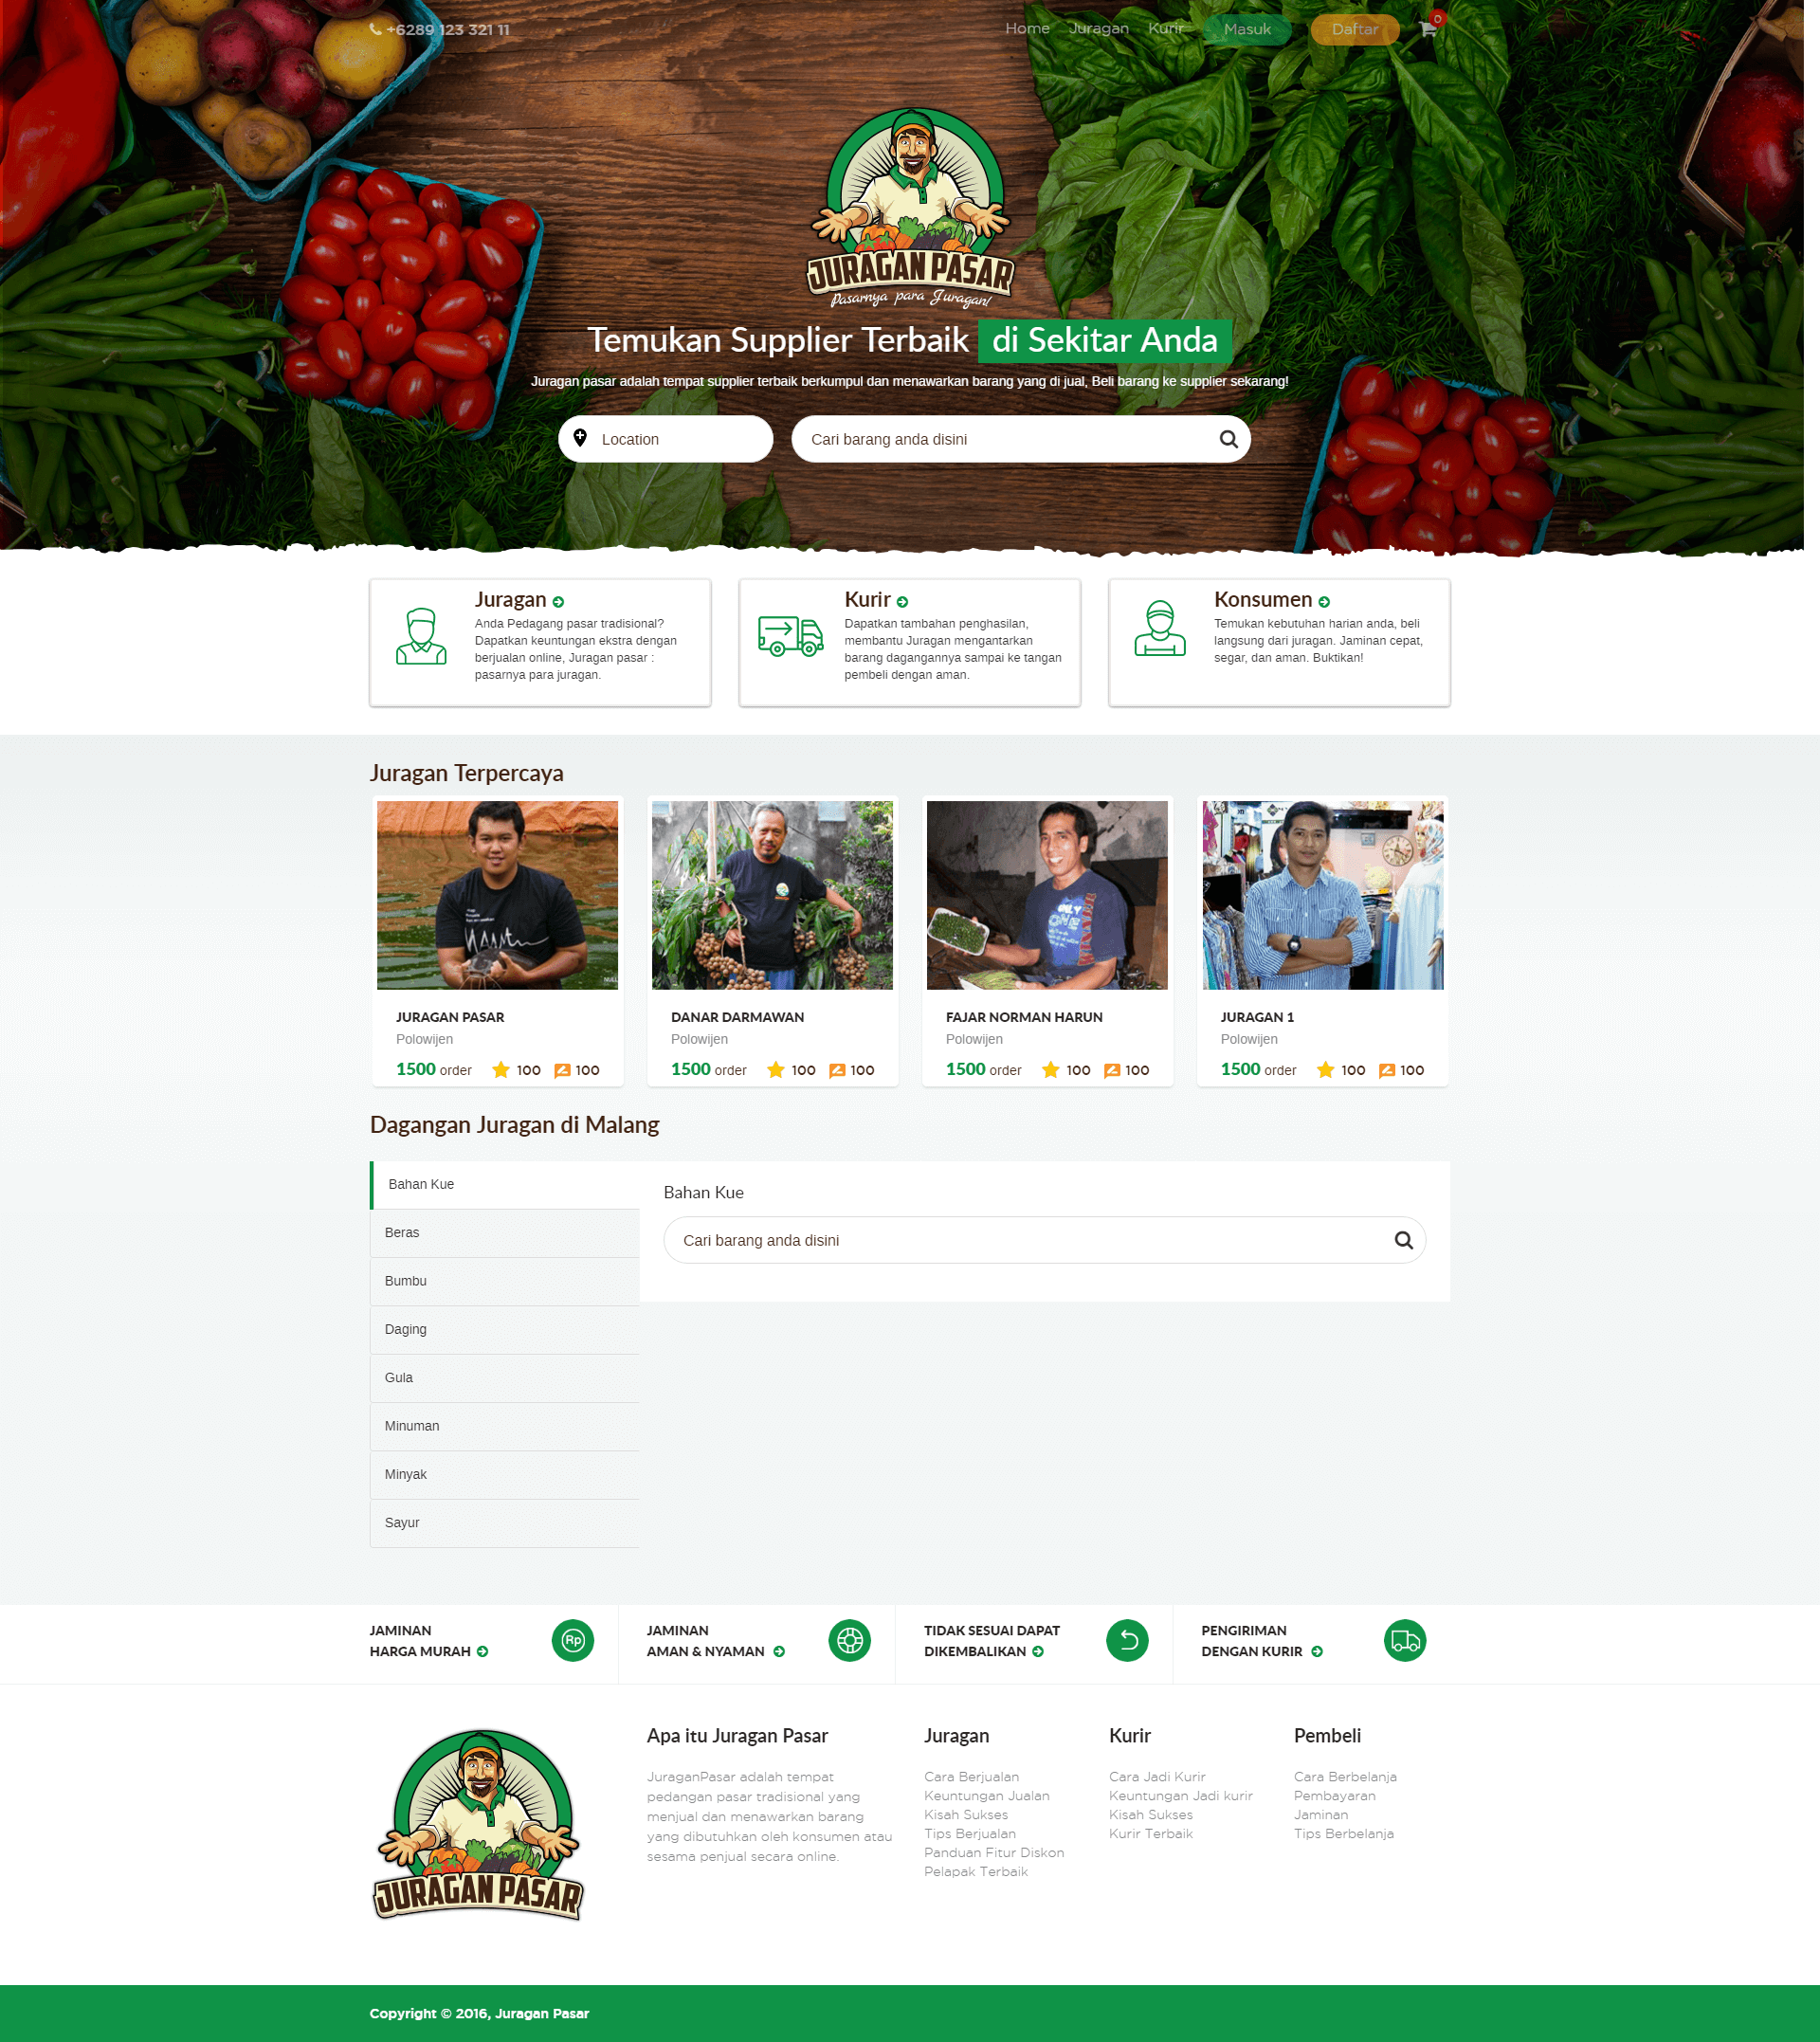 +6289 123 321 11
Home Juragan Kurir Masuk Daftar 0
JURAGAN PASAR
Pasarnya para Juragan!
Temukan Supplier Terbaik di Sekitar Anda
Juragan pasar adalah tempat supplier terbaik berkumpul dan menawarkan barang yang di jual, Beli barang ke supplier sekarang!
Location
Cari barang anda disini
Juragan
Anda Pedagang pasar tradisional?
Dapatkan keuntungan ekstra dengan
berjualan online, Juragan pasar :
pasarnya para juragan.
Kurir
Dapatkan tambahan penghasilan,
membantu Juragan mengantarkan
barang dagangannya sampai ke tangan
pembeli dengan aman.
Konsumen
Temukan kebutuhan harian anda, beli
langsung dari juragan. Jaminan cepat,
segar, dan aman. Buktikan!
Juragan Terpercaya
JURAGAN PASAR
Polowijen
1500 order 100 100
DANAR DARMAWAN
Polowijen
1500 order 100 100
FAJAR NORMAN HARUN
Polowijen
1500 order 100 100
JURAGAN 1
Polowijen
1500 order 100 100
Dagangan Juragan di Malang
Bahan Kue
Beras
Bumbu
Daging
Gula
Minuman
Minyak
Sayur
Bahan Kue
Cari barang anda disini
JAMINAN
HARGA MURAH
Rp
JAMINAN
AMAN & NYAMAN
TIDAK SESUAI DAPAT
DIKEMBALIKAN
PENGIRIMAN
DENGAN KURIR
JURAGAN PASAR
Apa itu Juragan Pasar
JuraganPasar adalah tempat
pedangan pasar tradisional yang
menjual dan menawarkan barang
yang dibutuhkan oleh konsumen atau
sesama penjual secara online.
Juragan
Cara Berjualan
Keuntungan Jualan
Kisah Sukses
Tips Berjualan
Panduan Fitur Diskon
Pelapak Terbaik
Kurir
Cara Jadi Kurir
Keuntungan Jadi kurir
Kisah Sukses
Kurir Terbaik
Pembeli
Cara Berbelanja
Pembayaran
Jaminan
Tips Berbelanja
Copyright © 2016, Juragan Pasar